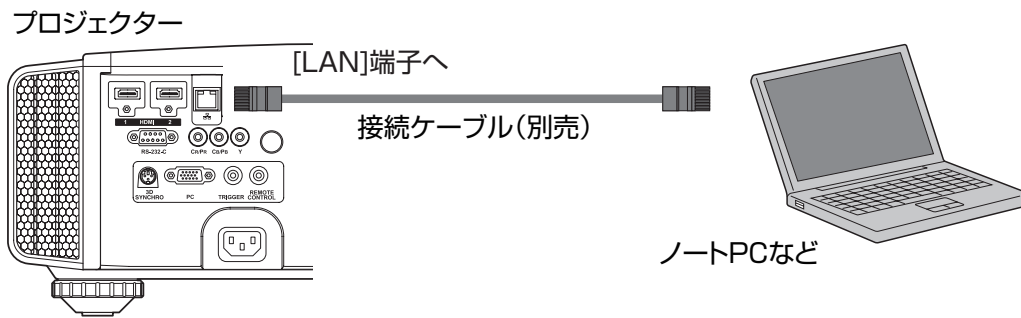 プロジェクター
[LAN]端子へ
接続ケーブル(別売)
1 HDMI 2
RS-232-C CR/PR CB/PB Y
3D SYNCHRO PC TRIGGER REMOTE CONTROL
ノートPCなど